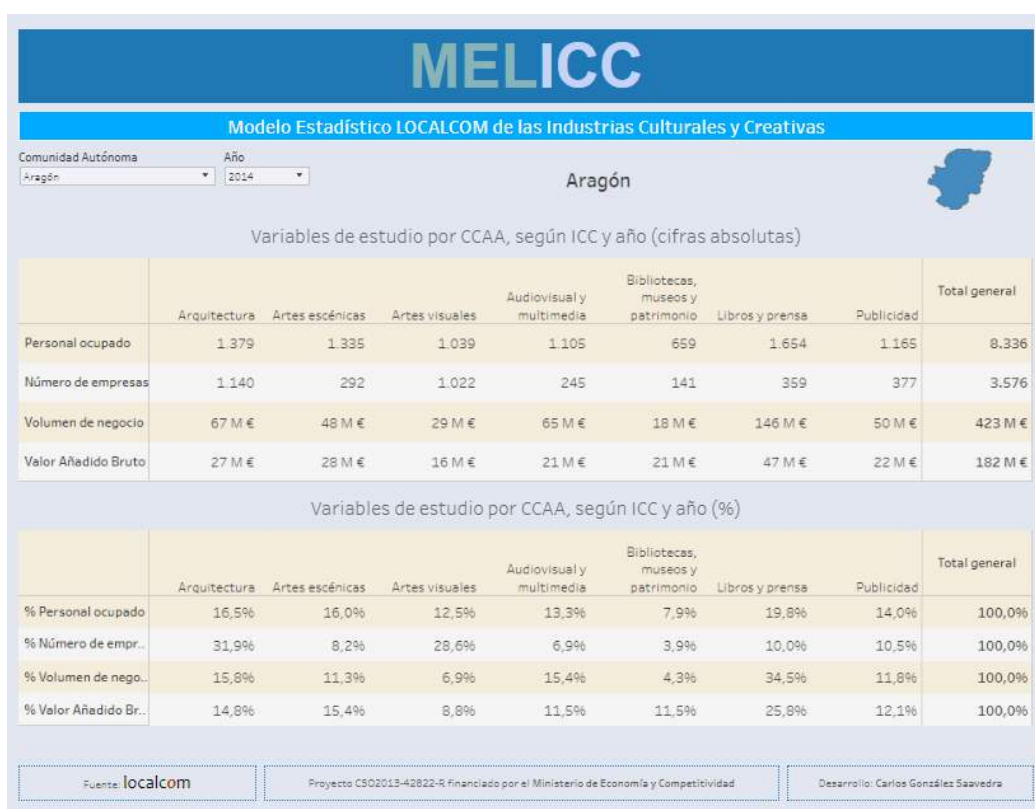 MELICC
Modelo Estadístico LOCALCOM de las Industrias Culturales y Creativas
Comunidad Autónoma Año
Aragón 2014
Aragón
Variables de estudio por CCAA, según ICC y año (cifras absolutas)
Arquitectura Artes escénicas Artes visuales Audiovisual y multimedia Bibliotecas, museos y patrimonio Libros y prensa Publicidad Total general
Personal ocupado 1.379 1.335 1.039 1.105 659 1.654 1.165 8.336
Número de empresas 1.140 292 1.022 245 141 359 377 3.576
Volumen de negocio 67 M € 48 M € 29 M € 65 M € 18 M € 146 M € 50 M € 423 M €
Valor Añadido Bruto 27 M € 28 M € 16 M € 21 M € 21 M € 47 M € 22 M € 182 M €
Variables de estudio por CCAA, según ICC y año (%)
Arquitectura Artes escénicas Artes visuales Audiovisual y multimedia Bibliotecas, museos y patrimonio Libros y prensa Publicidad Total general
% Personal ocupado 16,5% 16,0% 12,5% 13,3% 7,9% 19,8% 14,0% 100,0%
% Número de empr.. 31,9% 8,2% 28,6% 6,9% 3,9% 10,0% 10,5% 100,0%
% Volumen de nego.. 15,8% 11,3% 6,9% 15,4% 4,3% 34,5% 11,8% 100,0%
% Valor Añadido Br.. 14,8% 15,4% 8,8% 11,5% 11,5% 25,8% 12,1% 100,0%
Fuente: localcom
Proyecto CSO2013-42822-R financiado por el Ministerio de Economía y Competitividad
Desarrollo: Carlos González Saavedra